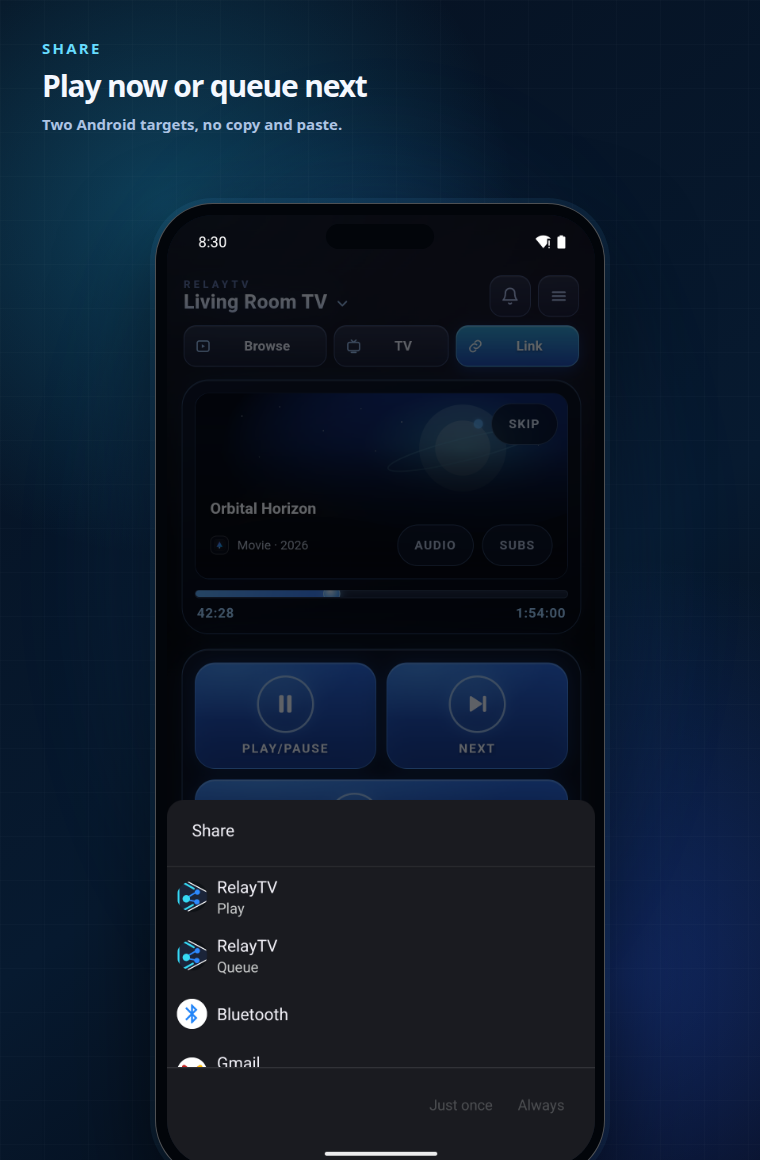 SHARE
Play now or queue next
Two Android targets, no copy and paste.
8:30
RELAYTV
Living Room TV
Browse
TV
Link
SKIP
Orbital Horizon
Movie · 2026
AUDIO
SUBS
42:28
1:54:00
PLAY/PAUSE
NEXT
Share
RelayTV
Play
RelayTV
Queue
Bluetooth
Gmail
Just once
Always